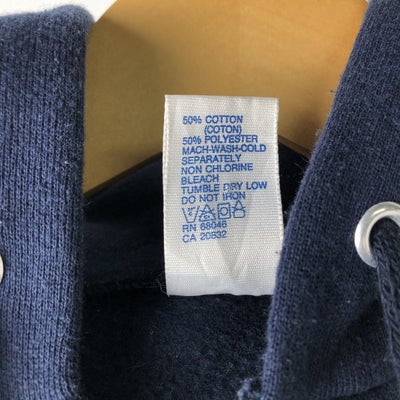 50% COTTON
(COTON)
50% POLYESTER
MACH-WASH-COLD
SEPARATELY
NON CHLORINE
BLEACH
TUMBLE DRY LOW
DO NOT IRON
RN 68046
CA 20832